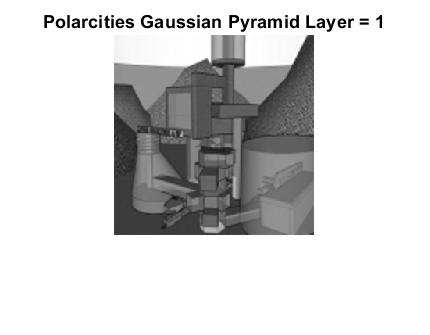 Polarcities Gaussian Pyramid Layer = 1